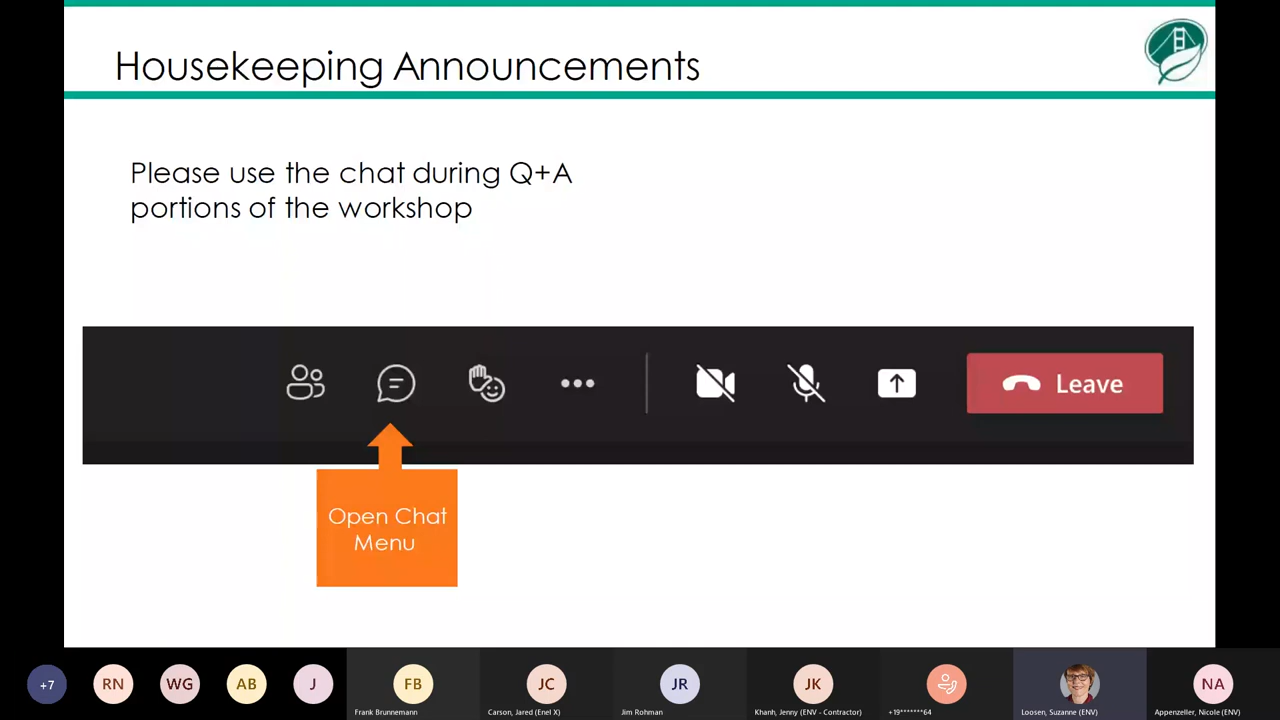 Housekeeping Announcements
Please use the chat during Q+A
portions of the workshop
Leave
Open Chat
Menu
+7
RN
WG
AB
J
FB
JC
JR
JK
NA
Frank Brunnemann
Carson, Jared (Enel X)
Jim Rohman
Khanh, Jenny (ENV - Contractor)
+19*******64
Loosen, Suzanne (ENV)
Appenzeller, Nicole (ENV)